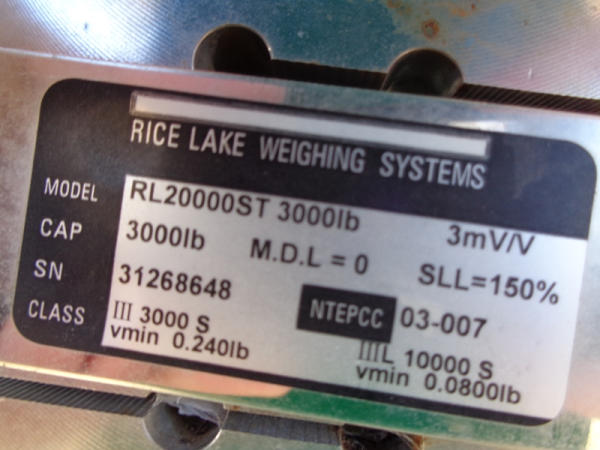 RICE LAKE WEIGHING SYSTEMS
MODEL RL20000ST 3000lb 3mV/V
CAP 3000lb M.D.L = 0 SLL=150%
SN 31268648 NTEPCC 03-007
CLASS III 3000 S IIIL 10000 S
vmin 0.240lb vmin 0.0800lb